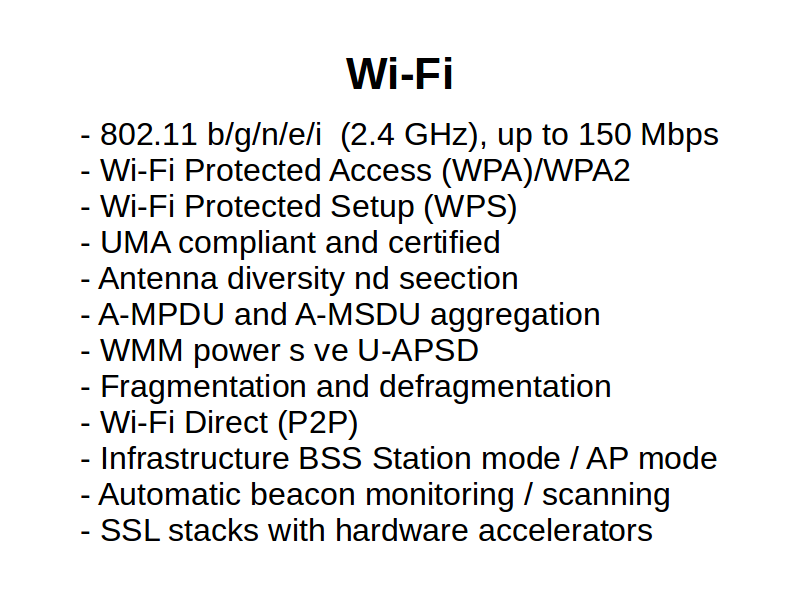 Wi-Fi
- 802.11 b/g/n/e/i  (2.4 GHz), up to 150 Mbps
- Wi-Fi Protected Access (WPA)/WPA2
- Wi-Fi Protected Setup (WPS)
- UMA compliant and certified
- Antenna diversity nd seection
- A-MPDU and A-MSDU aggregation
- WMM power s ve U-APSD
- Fragmentation and defragmentation
- Wi-Fi Direct (P2P)
- Infrastructure BSS Station mode / AP mode
- Automatic beacon monitoring / scanning
- SSL stacks with hardware accelerators